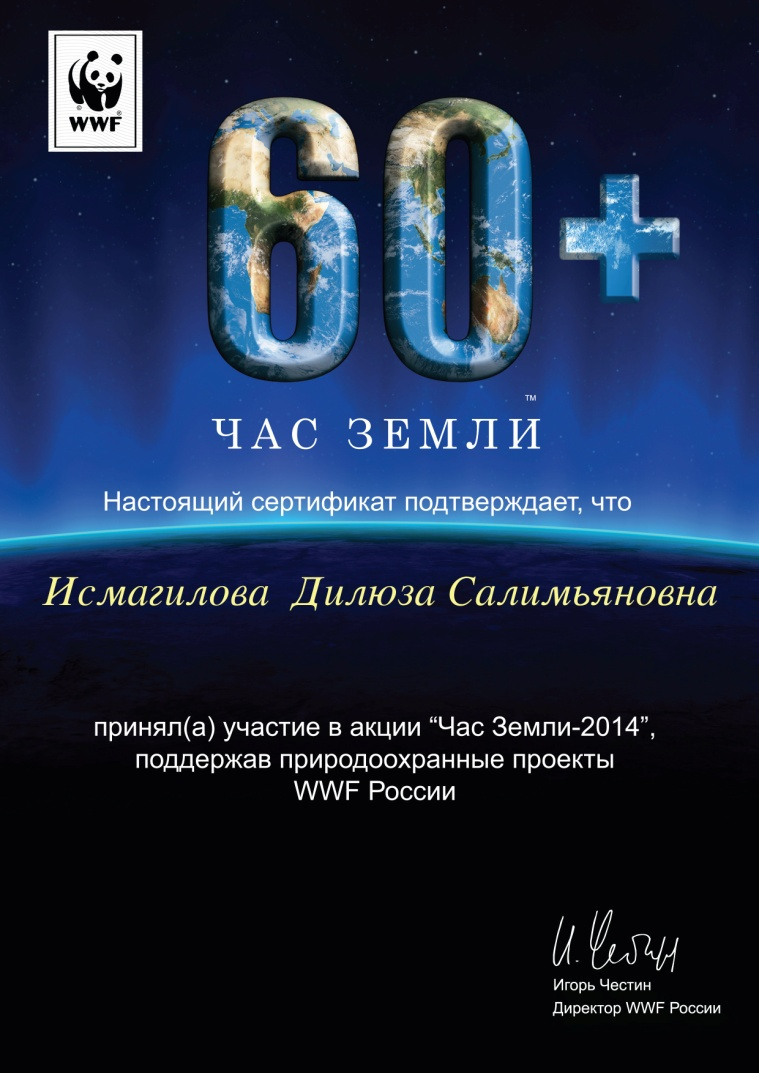 WWF
60+
™
ЧАС ЗЕМЛИ
Настоящий сертификат подтверждает, что
Исмагилова Дилюза Салимьяновна
принял(а) участие в акции “Час Земли-2014”,
поддержав природоохранные проекты
WWF России
И. Честин
Игорь Честин
Директор WWF России